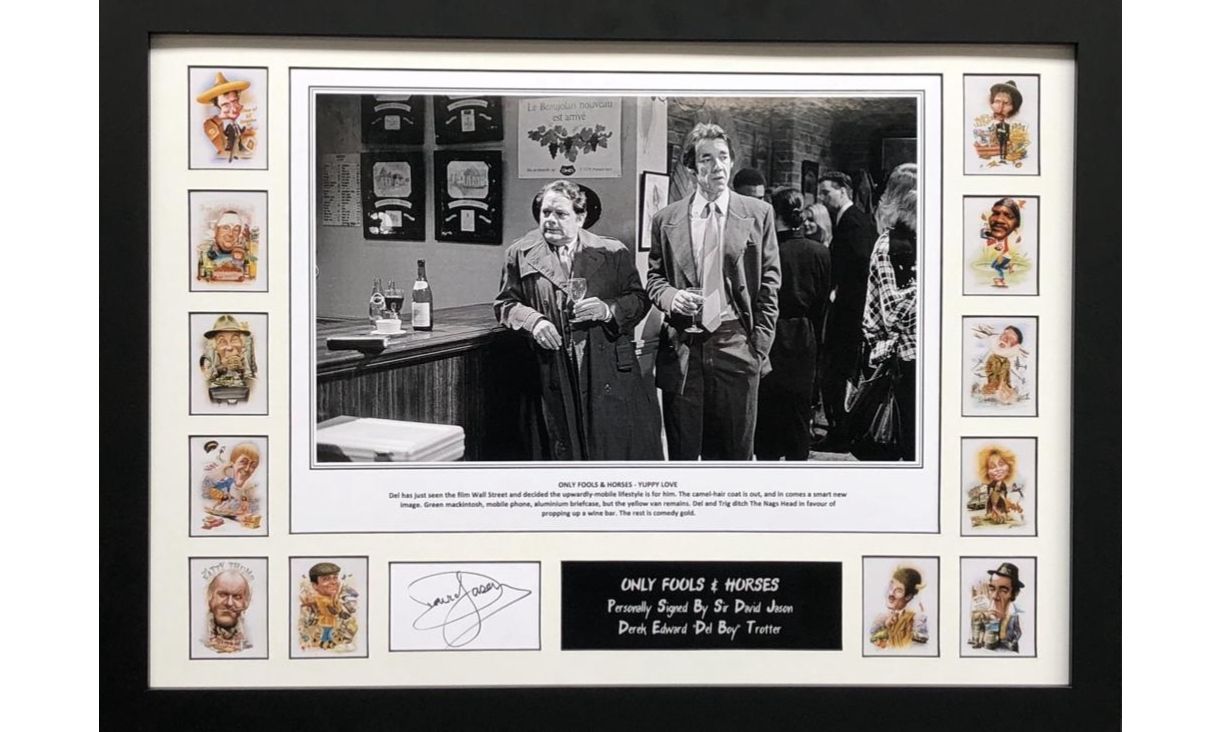 Le Beaujolais nouveau
est arrivé
ONLY FOOLS & HORSES - YUPPY LOVE
Del has just seen the film Wall Street and decided the upwardly-mobile lifestyle is for him. The camel-hair coat is out, and in comes a smart new
image. Green mackintosh, mobile phone, aluminium briefcase, but the yellow van remains. Del and Trig ditch The Nags Head in favour of
propping up a wine bar. The rest is comedy gold.
David Jason
ONLY FOOLS & HORSES
Personally Signed By Sir David Jason
Derek Edward "Del Boy" Trotter